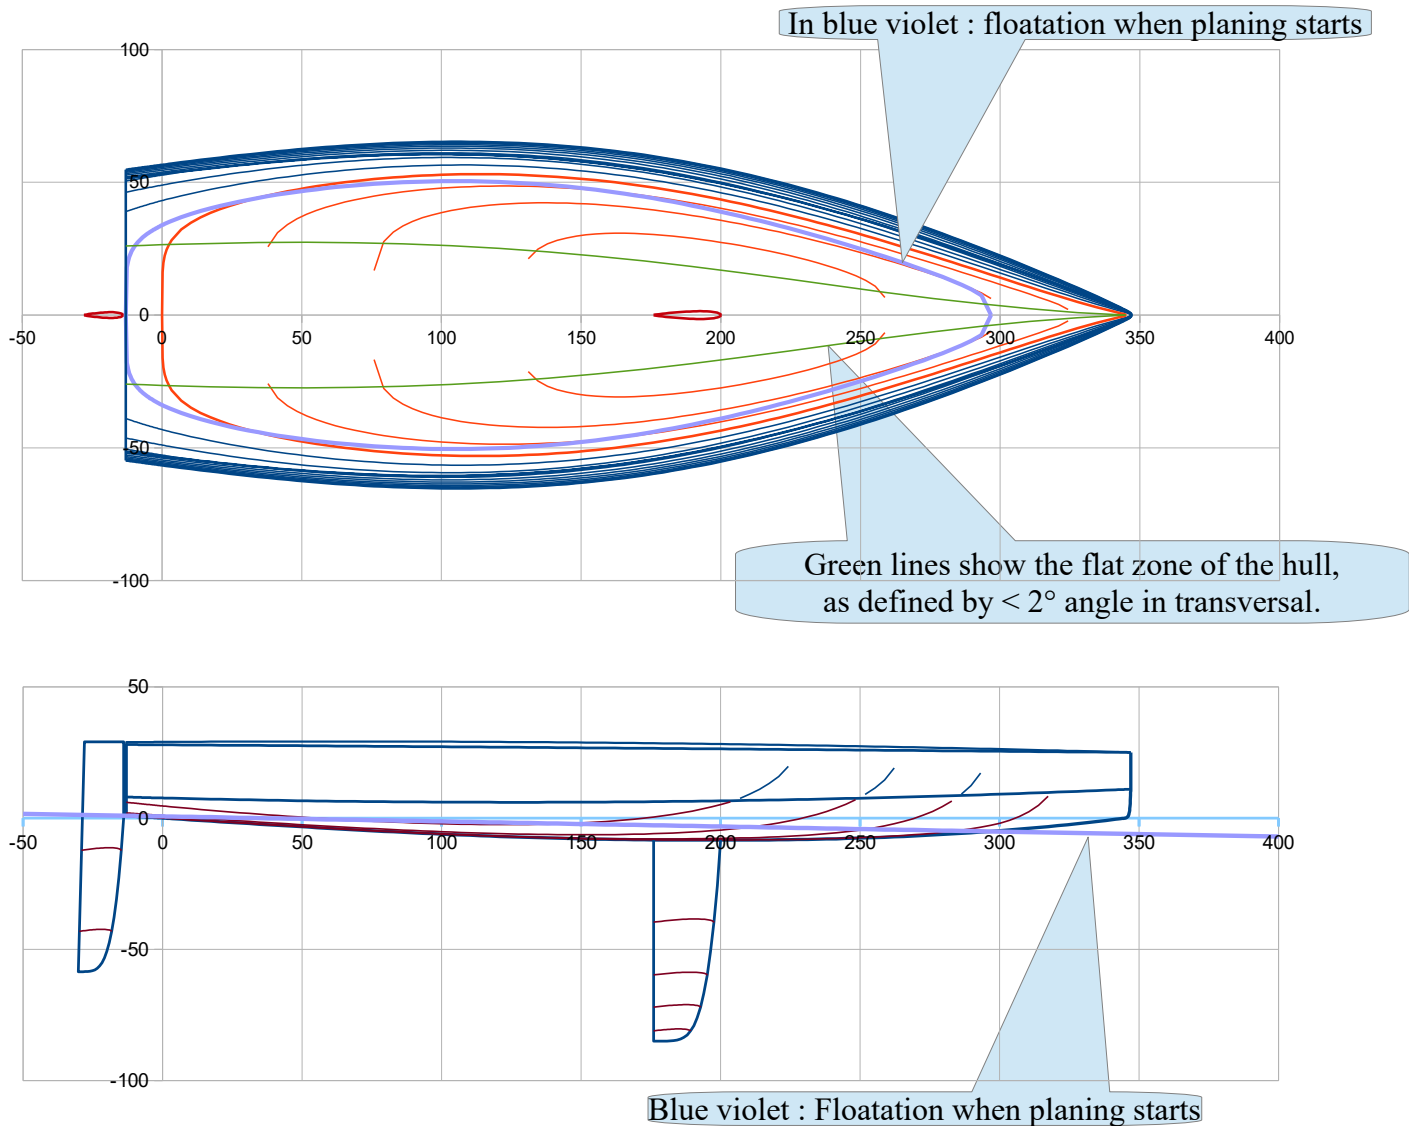 In blue violet : floatation when planing starts
100
50
-50 0 0 50 100 150 200 250 300 350 400
-50
-100
Green lines show the flat zone of the hull,
as defined by < 2° angle in transversal.
50
0
-50 0 50 100 150 200 250 300 350 400
-50
-100
Blue violet : Floatation when planing starts